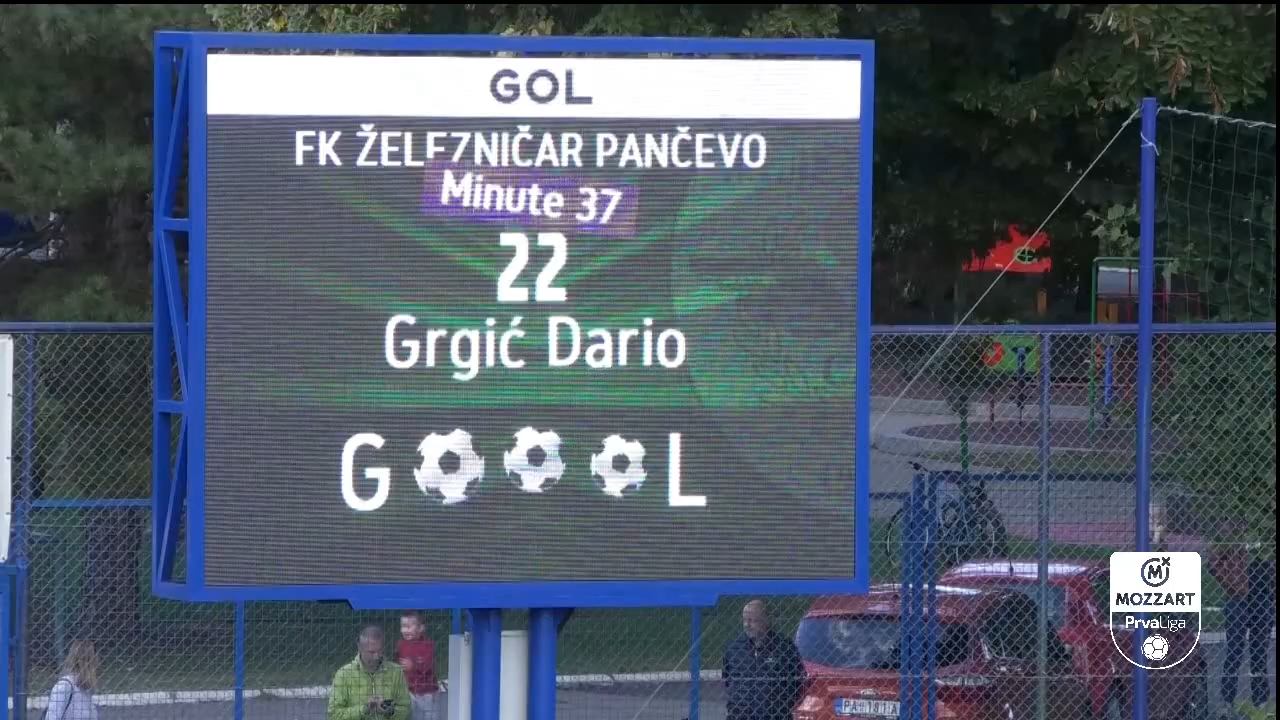 GOL
FK ŽELEZNIČAR PANČEVO
Minute 37
22
Grgić Dario
G L
MOZZART
PrvaLiga